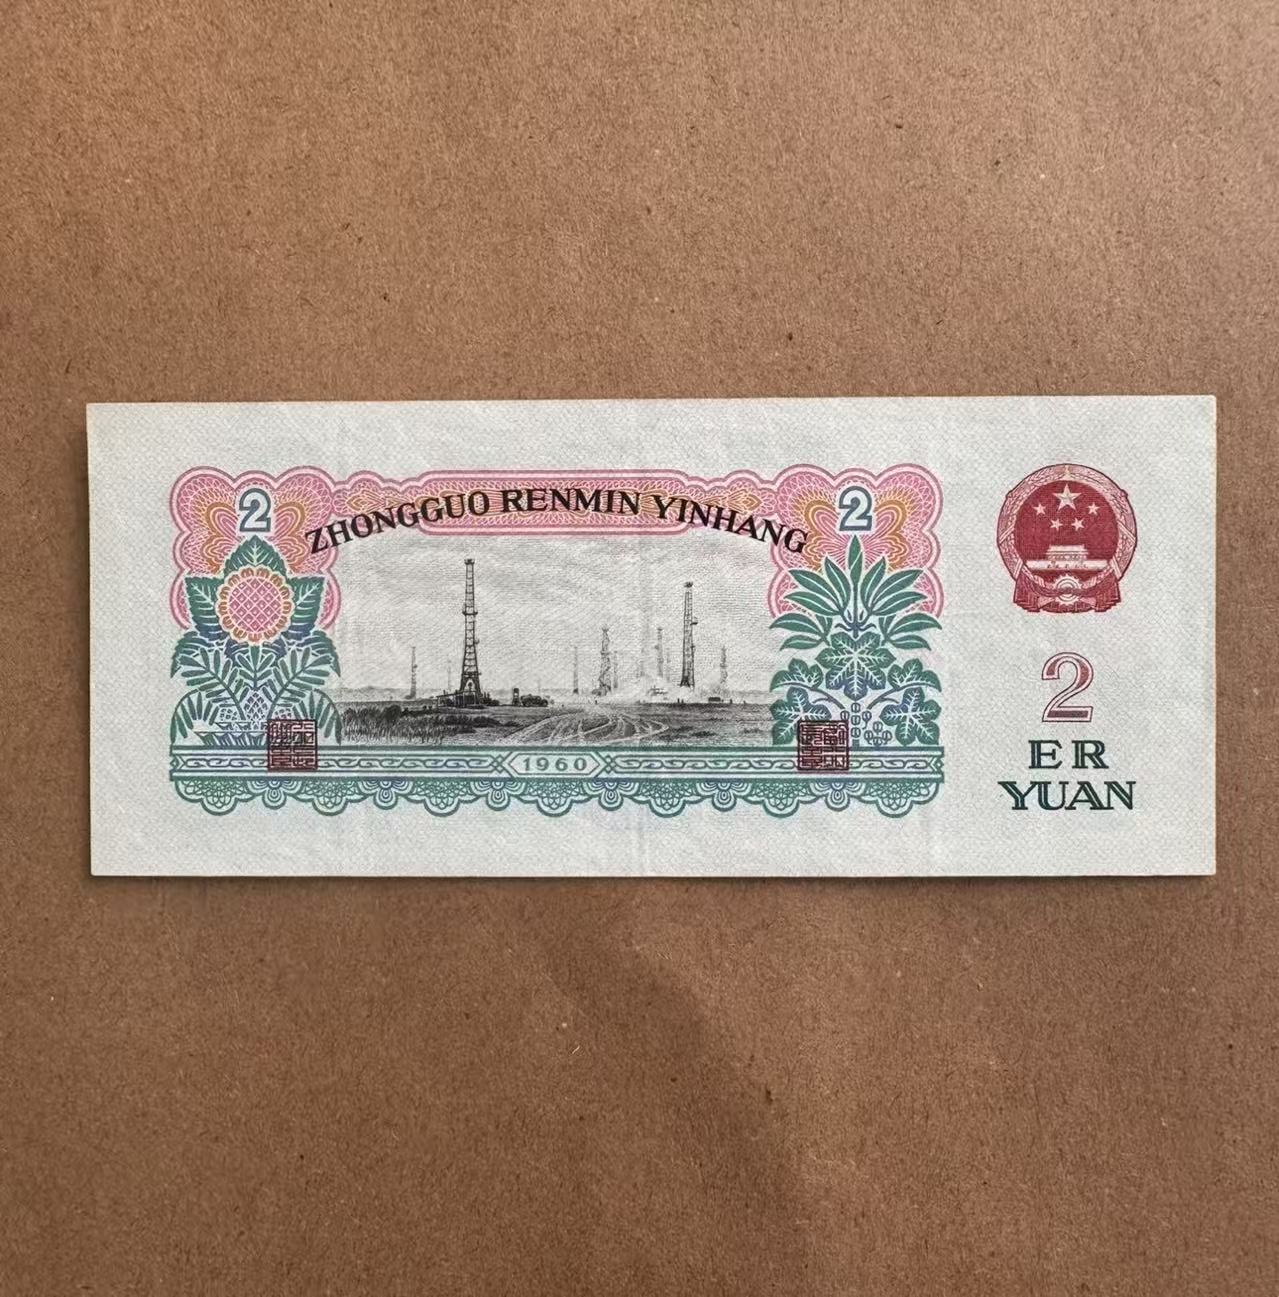 2
2
ZHONGGUO RENMIN YINHANG
1960
2
ER
YUAN